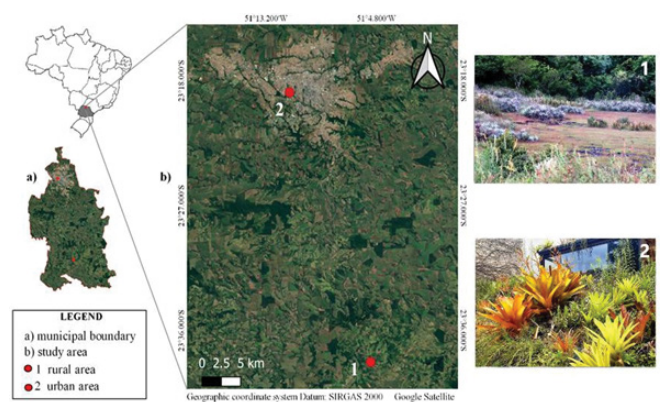 51°13.200'W 51°4.800'W
N
23°18.000'S
23°18.000'S
1
2
a)
b)
23°27.000'S
23°27.000'S
2
LEGEND
a) municipal boundary
b) study area
1 rural area
2 urban area
23°36.000'S
23°36.000'S
0 2.5 5 km
1
Geographic coordinate system Datum: SIRGAS 2000 Google Satellite